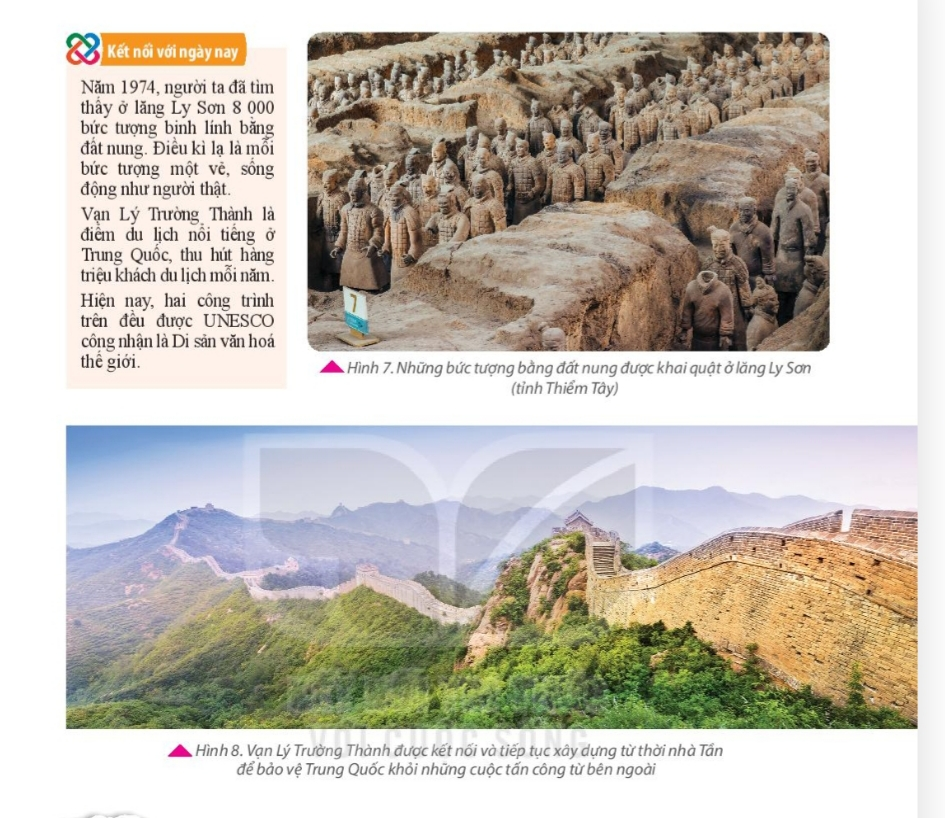 Kết nối với ngày nay
Năm 1974, người ta đã tìm
thấy ở lăng Ly Sơn 8 000
bức tượng binh lính bằng
đất nung. Điều kì lạ là mỗi
bức tượng một vẻ, sống
động như người thật.
Vạn Lý Trường Thành là
điểm du lịch nổi tiếng ở
Trung Quốc, thu hút hàng
triệu khách du lịch mỗi năm.
Hiện nay, hai công trình
trên đều được UNESCO
công nhận là Di sản văn hoá
thế giới.
7
Hình 7. Những bức tượng bằng đất nung được khai quật ở lăng Ly Sơn
(tỉnh Thiểm Tây)
VỚI CUỘC SỐNG
Hình 8. Vạn Lý Trường Thành được kết nối và tiếp tục xây dựng từ thời nhà Tần
để bảo vệ Trung Quốc khỏi những cuộc tấn công từ bên ngoài